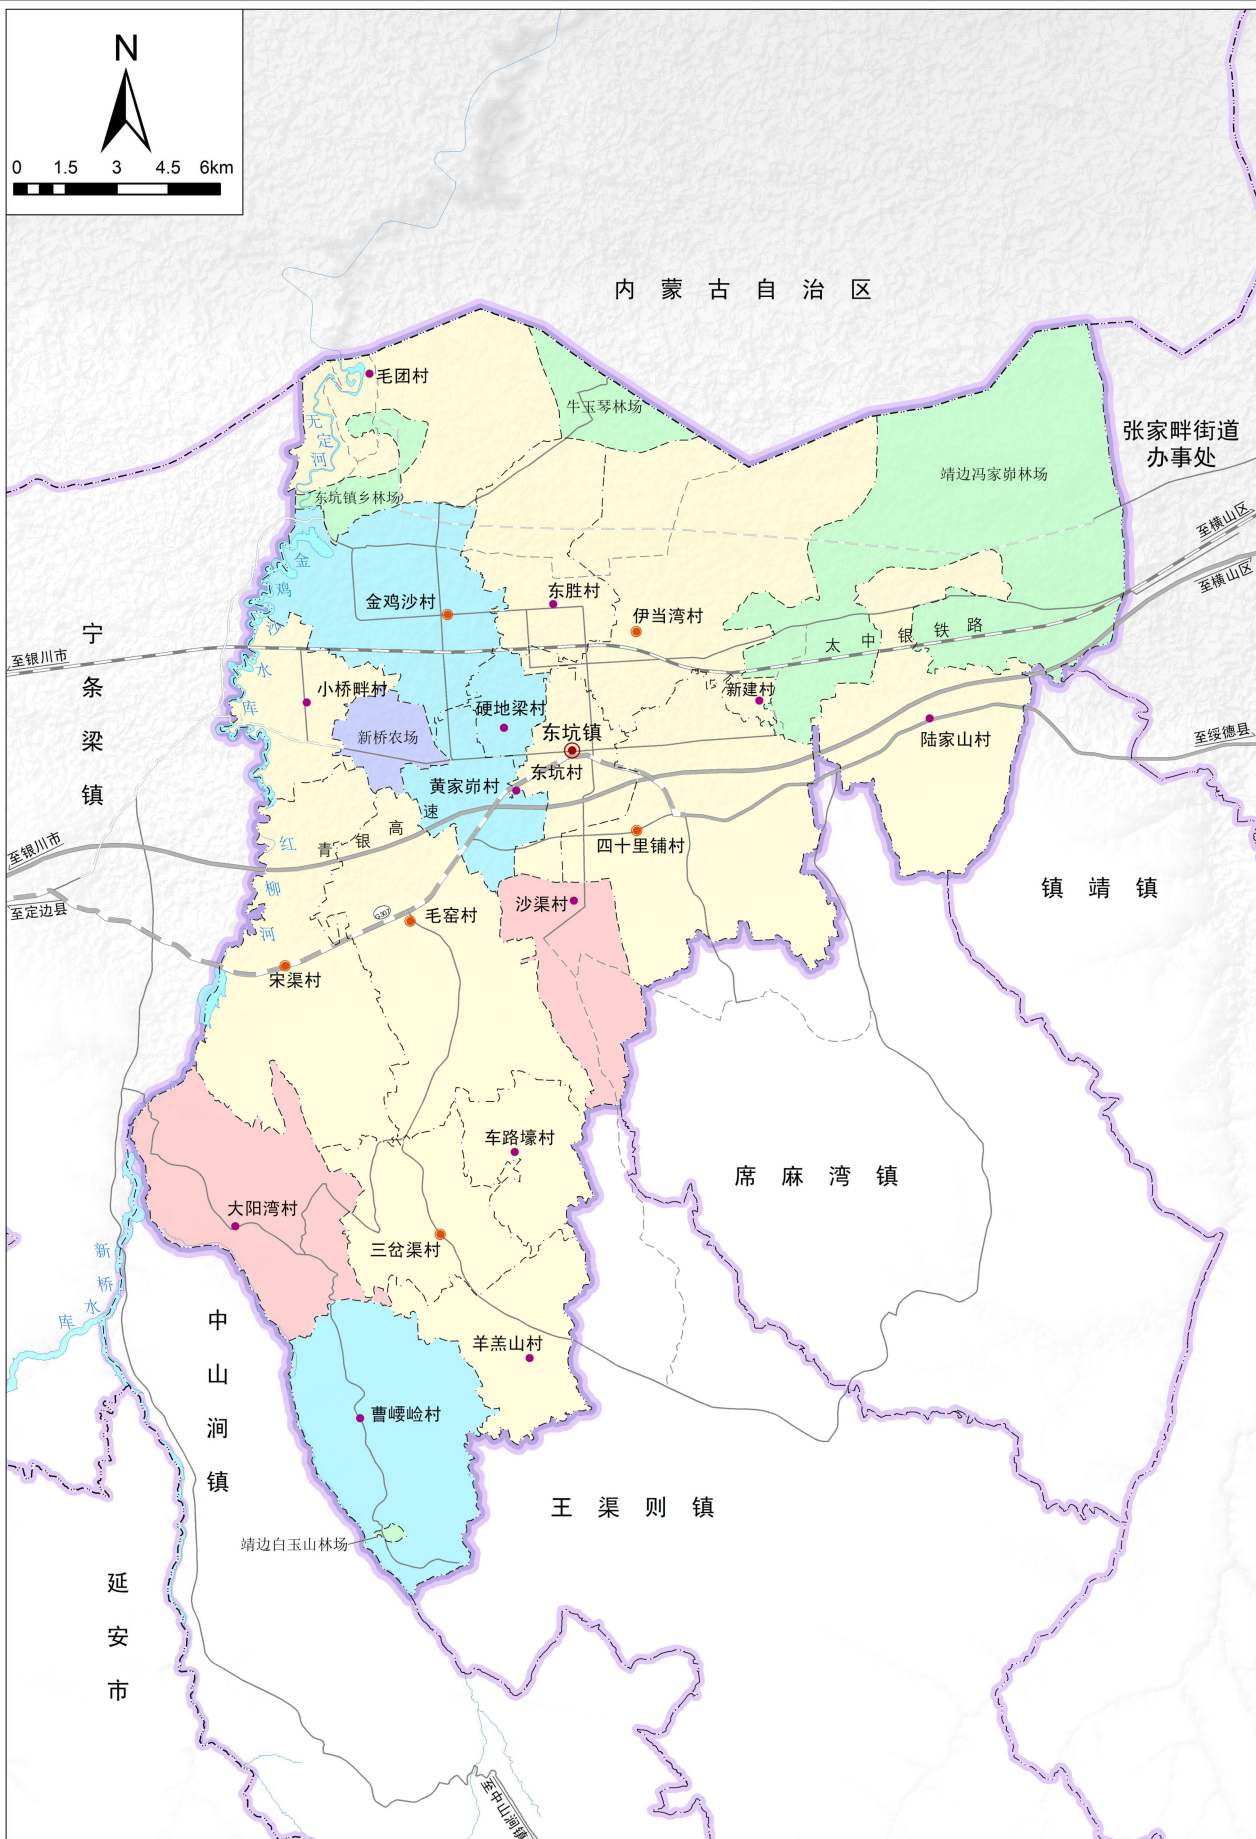 N
0 1.5 3 4.5 6km
内蒙古自治区
毛团村
牛玉琴林场
无定河
张家畔街道
办事处
靖边冯家峁林场
东坑镇乡林场
至横山区
至横山区
金鸡沙水库
东胜村
金鸡沙村
伊当湾村
宁条梁镇
太中银铁路
至银川市
小桥畔村
新建村
硬地梁村
新桥农场
东坑镇
陆家山村
至绥德县
东坑村
黄家峁村
青银高速
至银川市
红柳河
四十里铺村
镇靖镇
至定边县
沙渠村
G307
毛窑村
宋渠村
车路壕村
席麻湾镇
大阳湾村
三岔渠村
新桥水库
中山涧镇
羊羔山村
曹崾崄村
王渠则镇
靖边白玉山林场
延安市
至中山涧镇